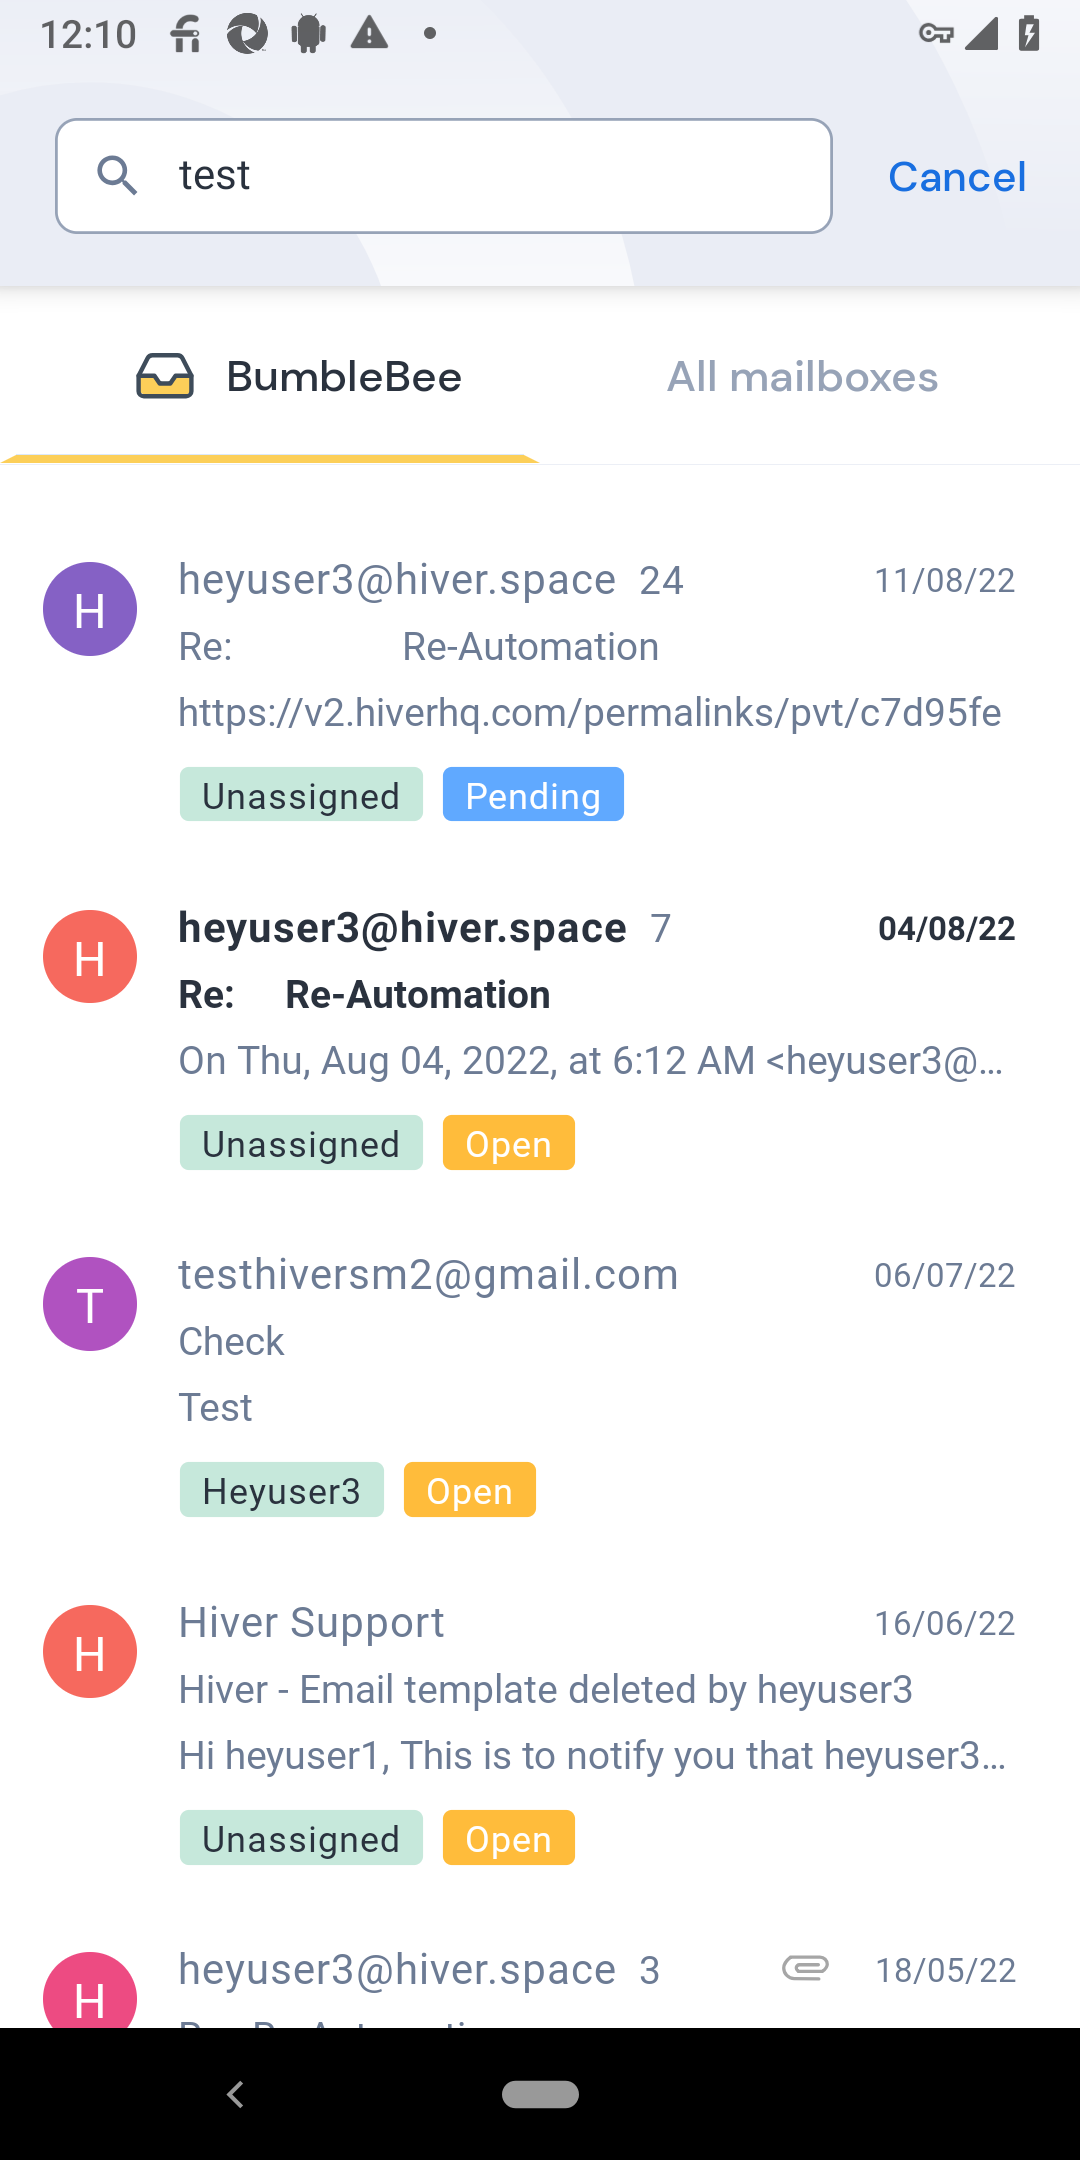 12:10
test
Cancel
BumbleBee
All mailboxes
H
heyuser3@hiver.space 24
11/08/22
Re: Re-Automation
https://v2.hiverhq.com/permalinks/pvt/c7d95fe
Unassigned
Pending
H
heyuser3@hiver.space 7
04/08/22
Re: Re-Automation
On Thu, Aug 04, 2022, at 6:12 AM <heyuser3@...
Unassigned
Open
T
testhiversm2@gmail.com
06/07/22
Check
Test
Heyuser3
Open
H
Hiver Support
16/06/22
Hiver - Email template deleted by heyuser3
Hi heyuser1, This is to notify you that heyuser3...
Unassigned
Open
H
heyuser3@hiver.space 3
18/05/22